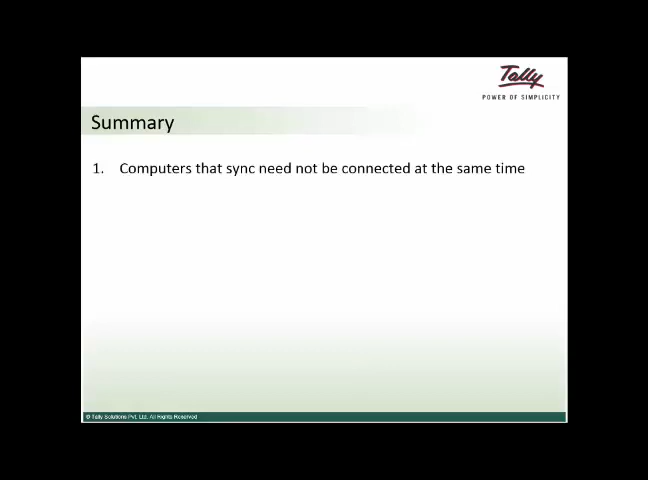 Tally
POWER OF SIMPLICITY
Summary
1. Computers that sync need not be connected at the same time
© Tally Solutions Pvt. Ltd. All Rights Reserved